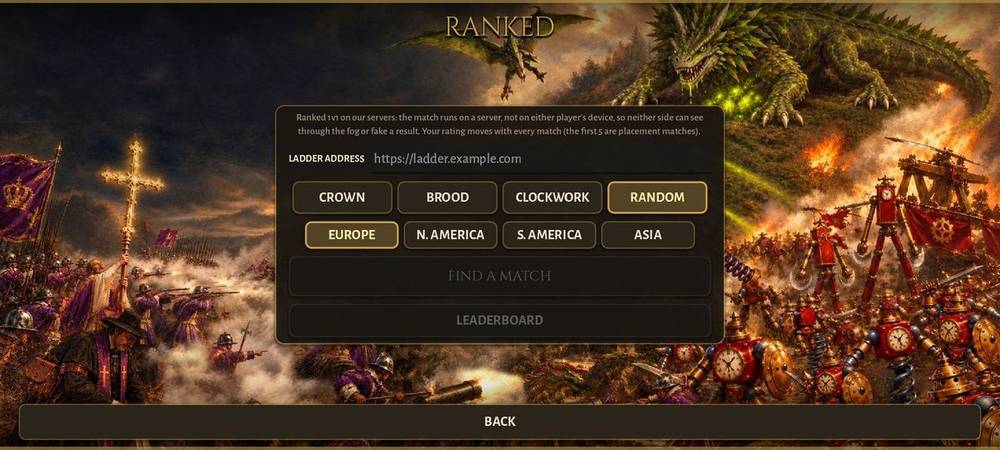 RANKED
Ranked 1v1 on our servers: the match runs on a server, not on either player's device, so neither side can see
through the fog or fake a result. Your rating moves with every match (the first 5 are placement matches).
LADDER ADDRESS https://ladder.example.com
CROWN BROOD CLOCKWORK RANDOM
EUROPE N. AMERICA S. AMERICA ASIA
FIND A MATCH
LEADERBOARD
BACK